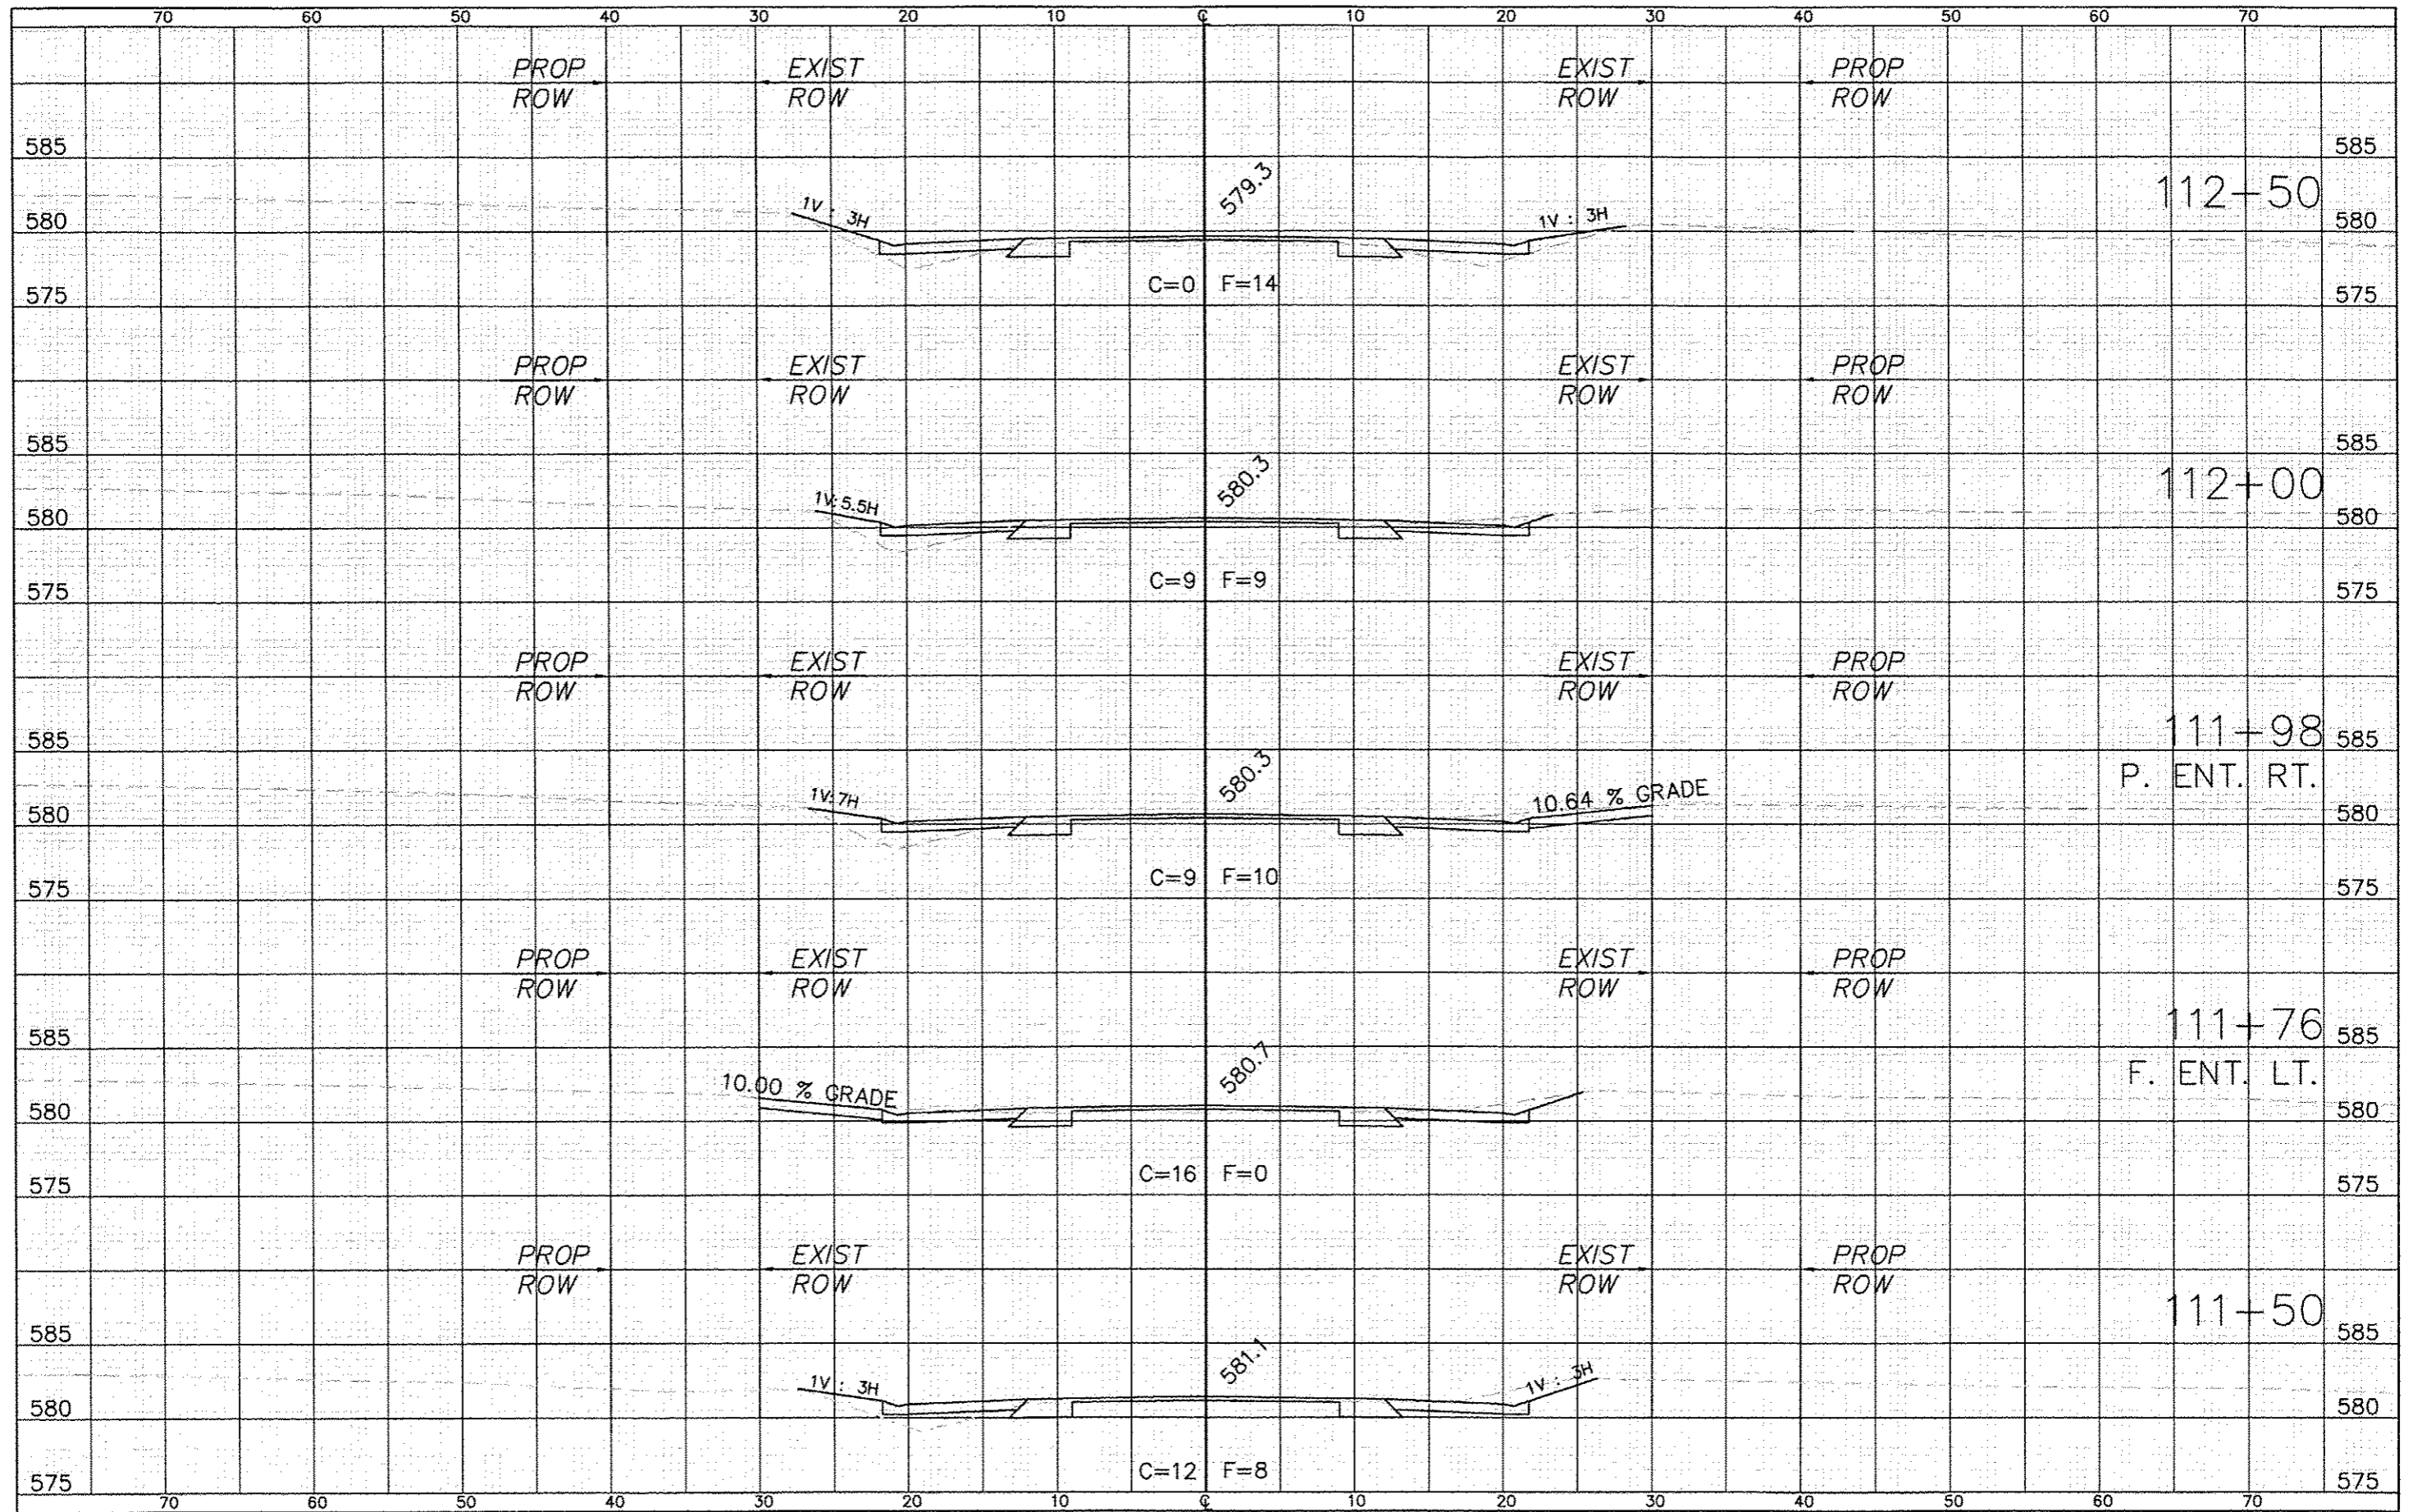 70 60 50 40 30 20 10 ℄ 10 20 30 40 50 60 70
PROP EXIST EXIST PROP
ROW ROW ROW ROW
585 585
579.3
112+50
1V : 3H 1V : 3H
580 580
C=0 F=14
575 575
PROP EXIST EXIST PROP
ROW ROW ROW ROW
585 585
580.3
112+00
1V:5.5H
580 580
C=9 F=9
575 575
PROP EXIST EXIST PROP
ROW ROW ROW ROW
111+98
585 585
580.3
P. ENT. RT.
1V:7H 10.64 % GRADE
580 580
C=9 F=10
575 575
PROP EXIST EXIST PROP
ROW ROW ROW ROW
111+76
585 585
580.7
F. ENT. LT.
10.00 % GRADE
580 580
C=16 F=0
575 575
PROP EXIST EXIST PROP
ROW ROW ROW ROW
111+50
585 585
581.1
1V : 3H 1V : 3H
580 580
C=12 F=8
575 575
70 60 50 40 30 20 10 ℄ 10 20 30 40 50 60 70